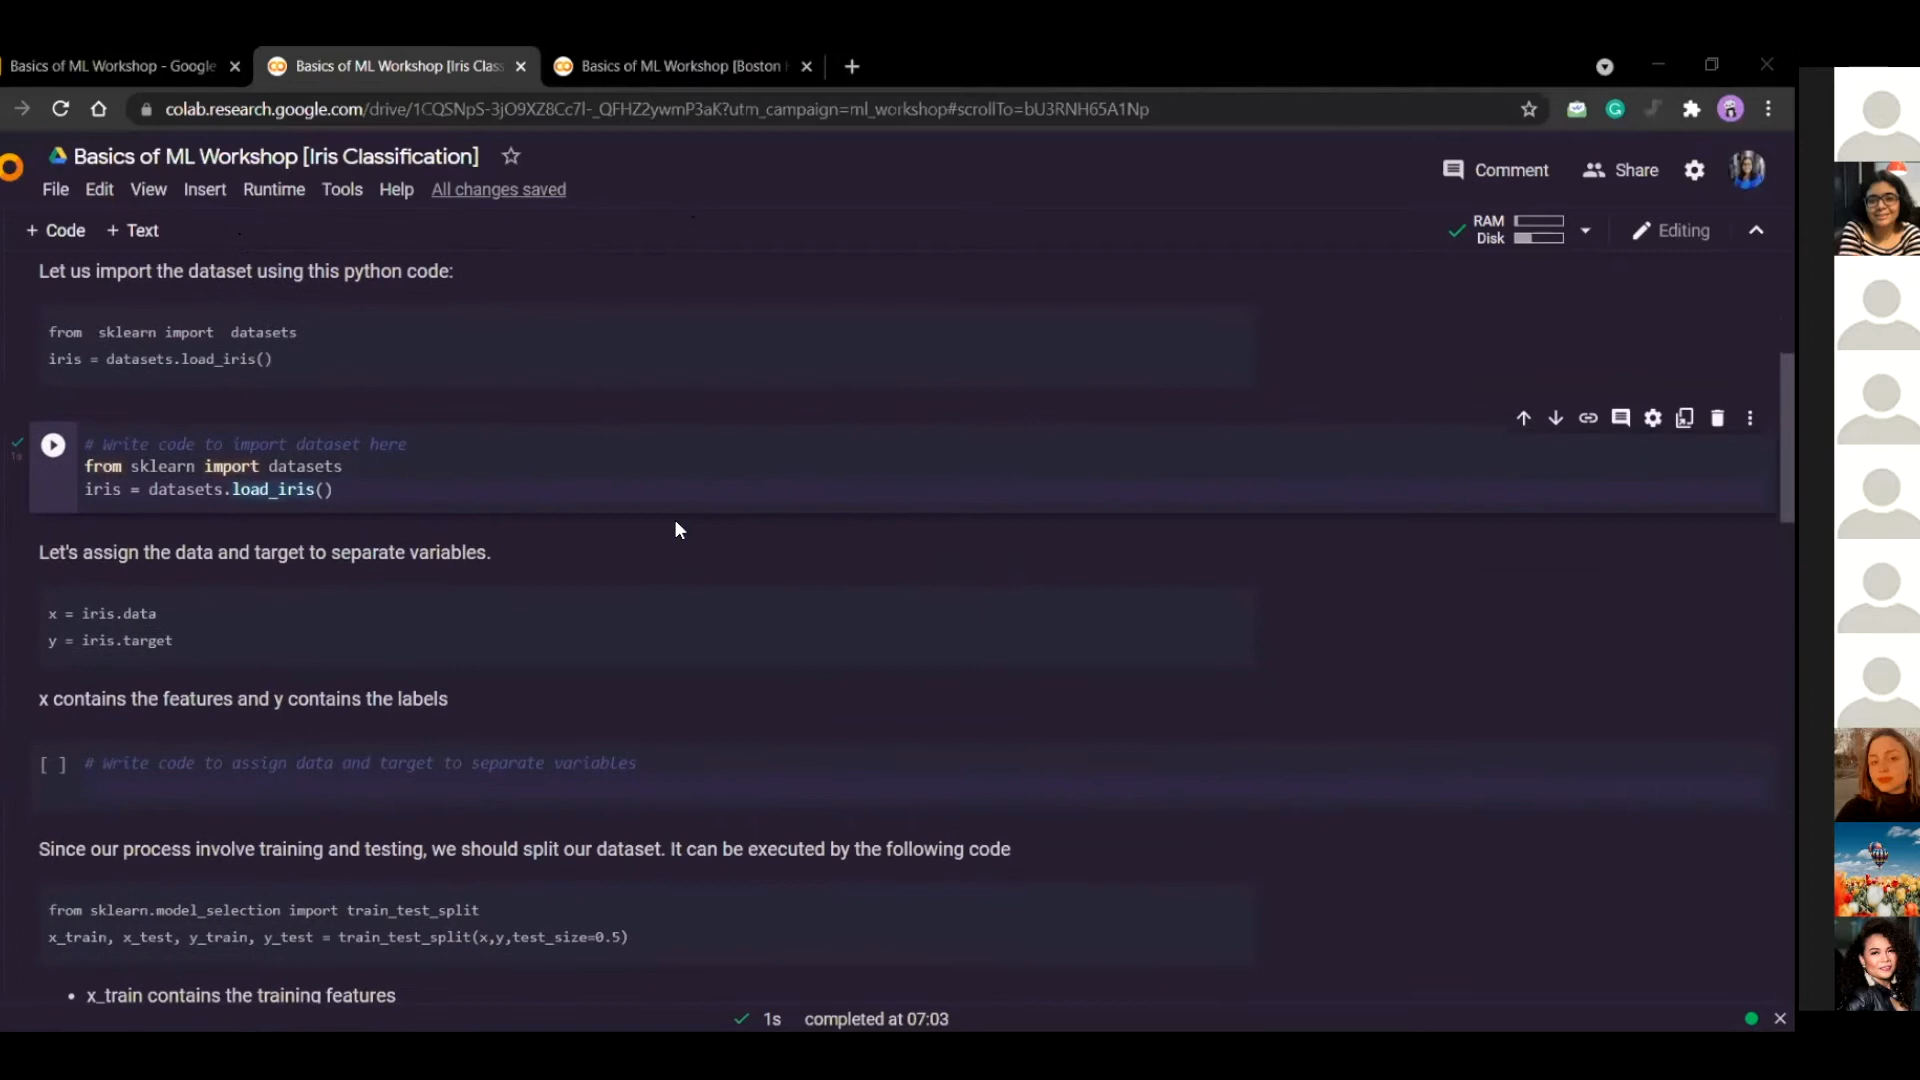 Basics of ML Workshop - Google
Basics of ML Workshop [Iris Class
Basics of ML Workshop [Boston H
colab.research.google.com/drive/1CQSNpS-3jO9XZ8Cc7l-_QFHZ2ywmP3aK?utm_campaign=ml_workshop#scrollTo=bU3RNH65A1Np
Basics of ML Workshop [Iris Classification]
Comment
Share
File Edit View Insert Runtime Tools Help All changes saved
+ Code + Text
RAM
Disk
Editing
Let us import the dataset using this python code:
from sklearn import datasets
iris = datasets.load_iris()
1s
# Write code to import dataset here
from sklearn import datasets
iris = datasets.load_iris()
Let's assign the data and target to separate variables.
x = iris.data
y = iris.target
x contains the features and y contains the labels
[ ] # Write code to assign data and target to separate variables
Since our process involve training and testing, we should split our dataset. It can be executed by the following code
from sklearn.model_selection import train_test_split
x_train, x_test, y_train, y_test = train_test_split(x,y,test_size=0.5)
• x_train contains the training features
1s completed at 07:03